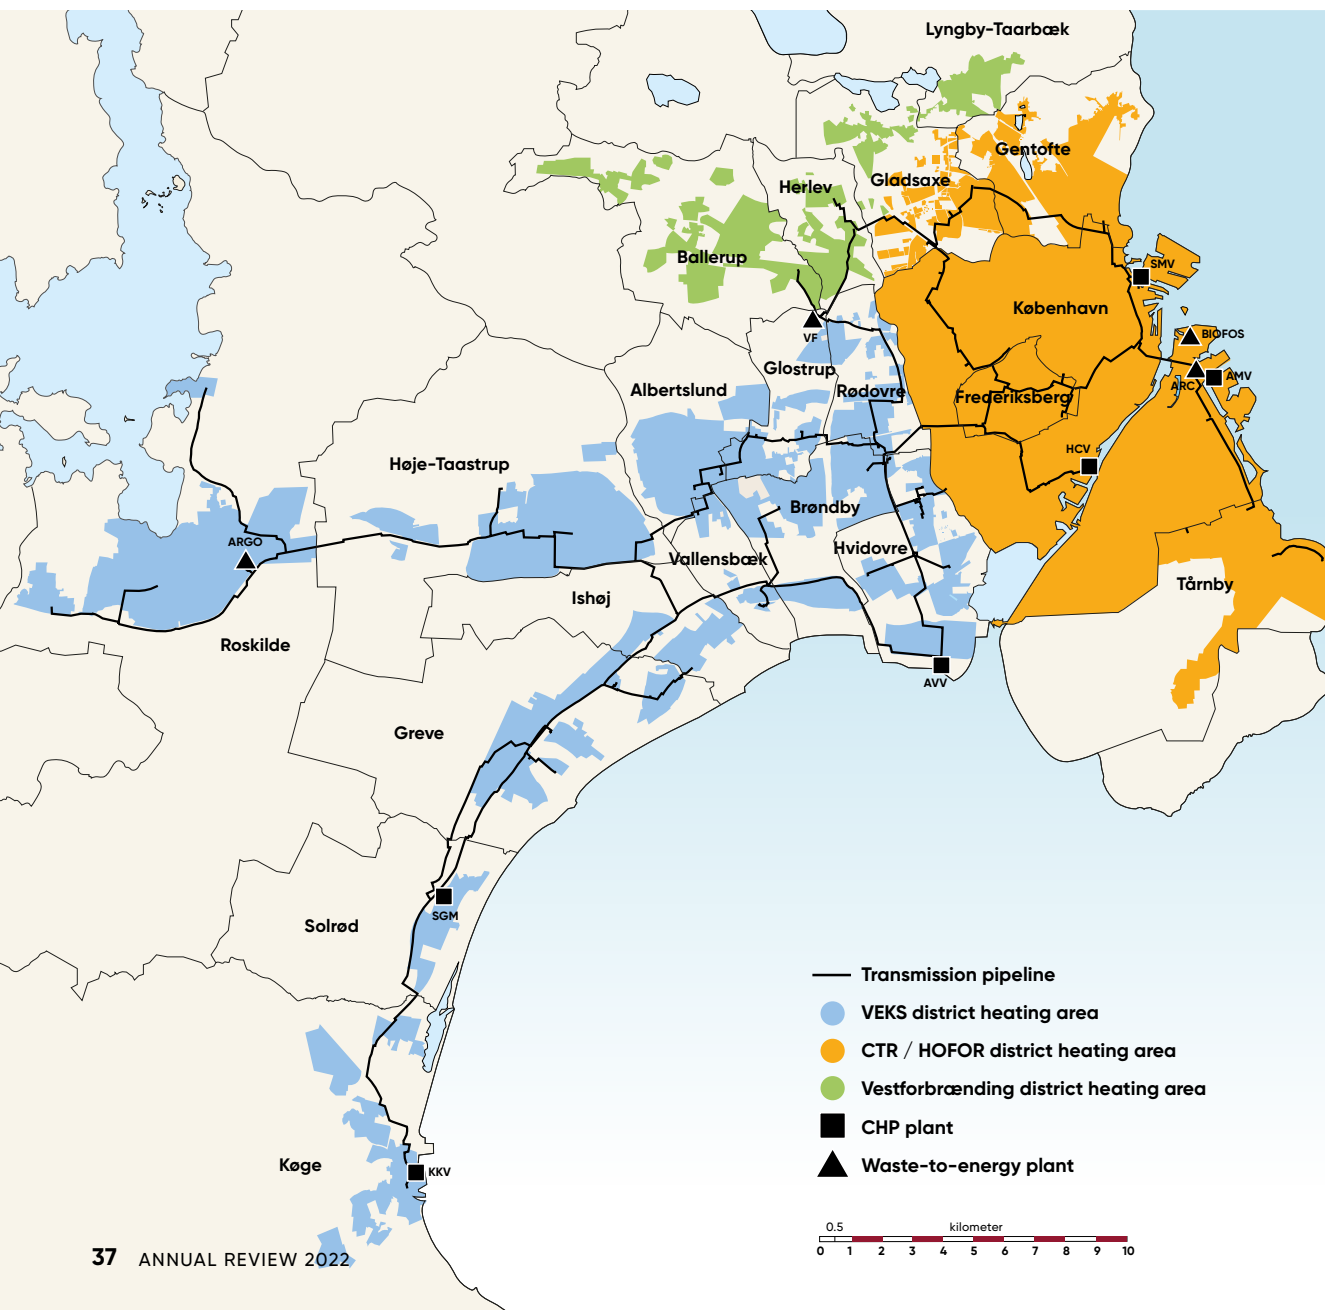 Lyngby-Taarbæk
Gentofte
Gladsaxe
Herlev
Ballerup
SMV
København
BIOFOS
VF
Glostrup
ARC
AMV
Albertslund
Rødovre
Frederiksberg
HCV
Høje-Taastrup
Brøndby
ARGO
Hvidovre
Vallensbæk
Tårnby
Ishøj
Roskilde
AVV
Greve
SGM
Solrød
Transmission pipeline
VEKS district heating area
CTR / HOFOR district heating area
Vestforbrænding district heating area
CHP plant
Waste-to-energy plant
Køge
KKV
0.5 kilometer
0 1 2 3 4 5 6 7 8 9 10
37 ANNUAL REVIEW 2022